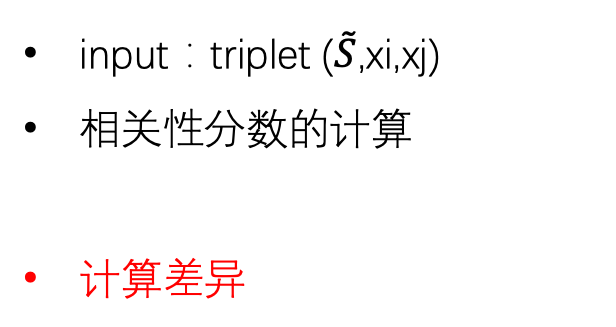 • input：triplet (S̃,xi,xj)
• 相关性分数的计算
• 计算差异